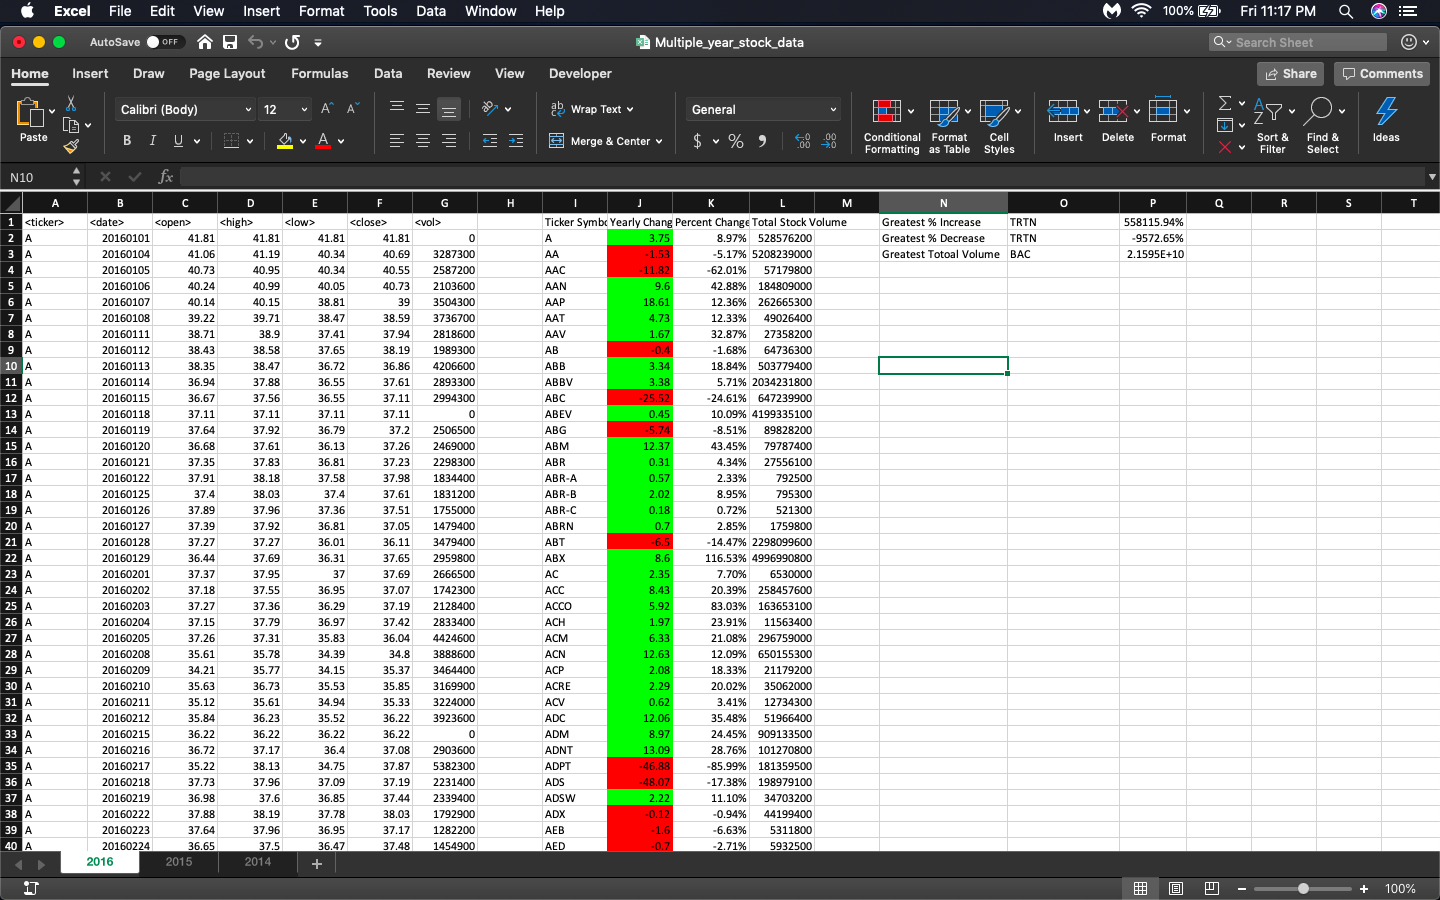 Excel File Edit View Insert Format Tools Data Window Help 100% Fri 11:17 PM
AutoSave OFF Multiple_year_stock_data Search Sheet
Home Insert Draw Page Layout Formulas Data Review View Developer Share Comments
Paste Calibri (Body) 12 A A ab Wrap Text General Conditional Formatting Format as Table Cell Styles Insert Delete Format Sort & Filter Find & Select Ideas
B I U A Merge & Center $ % 
N10 fx
A B C D E F G H I J K L M N O P Q R S T
1 <ticker> <date> <open> <high> <low> <close> <vol> Ticker Symbo Yearly Chang Percent Change Total Stock Volume Greatest % Increase TRTN 558115.94%
2 A 20160101 41.81 41.81 41.81 41.81 0 A 3.75 8.97% 528576200 Greatest % Decrease TRTN -9572.65%
3 A 20160104 41.06 41.19 40.34 40.69 3287300 AA -1.53 -5.17% 5208239000 Greatest Totoal Volume BAC 2.1595E+10
4 A 20160105 40.73 40.95 40.34 40.55 2587200 AAC -11.82 -62.01% 57179800
5 A 20160106 40.24 40.99 40.05 40.73 2103600 AAN 9.6 42.88% 184809000
6 A 20160107 40.14 40.15 38.81 39 3504300 AAP 18.61 12.36% 262665300
7 A 20160108 39.22 39.71 38.47 38.59 3736700 AAT 4.73 12.33% 49026400
8 A 20160111 38.71 38.9 37.41 37.94 2818600 AAV 1.67 32.87% 27358200
9 A 20160112 38.43 38.58 37.65 38.19 1989300 AB -0.4 -1.68% 64736300
10 A 20160113 38.35 38.47 36.72 36.86 4206600 ABB 3.34 18.84% 503779400
11 A 20160114 36.94 37.88 36.55 37.61 2893300 ABBV 3.38 5.71% 2034231800
12 A 20160115 36.67 37.56 36.55 37.11 2994300 ABC -25.52 -24.61% 647239900
13 A 20160118 37.11 37.11 37.11 37.11 0 ABEV 0.45 10.09% 4199335100
14 A 20160119 37.64 37.92 36.79 37.2 2506500 ABG -5.74 -8.51% 89828200
15 A 20160120 36.68 37.61 36.13 37.26 2469000 ABM 12.37 43.45% 79787400
16 A 20160121 37.35 37.83 36.81 37.23 2298300 ABR 0.31 4.34% 27556100
17 A 20160122 37.91 38.18 37.58 37.98 1834400 ABR-A 0.57 2.33% 792500
18 A 20160125 37.4 38.03 37.4 37.61 1831200 ABR-B 2.02 8.95% 795300
19 A 20160126 37.89 37.96 37.36 37.51 1755000 ABR-C 0.18 0.72% 521300
20 A 20160127 37.39 37.92 36.81 37.05 1479400 ABRN 0.7 2.85% 1759800
21 A 20160128 37.27 37.27 36.01 36.11 3479400 ABT -6.5 -14.47% 2298099600
22 A 20160129 36.44 37.69 36.31 37.65 2959800 ABX 8.6 116.53% 4996990800
23 A 20160201 37.37 37.95 37 37.69 2666500 AC 2.35 7.70% 6530000
24 A 20160202 37.18 37.55 36.95 37.07 1742300 ACC 8.43 20.39% 258457600
25 A 20160203 37.27 37.36 36.29 37.19 2128400 ACCO 5.92 83.03% 163653100
26 A 20160204 37.15 37.79 36.97 37.42 2833400 ACH 1.97 23.91% 11563400
27 A 20160205 37.26 37.31 35.83 36.04 4424600 ACM 6.33 21.08% 296759000
28 A 20160208 35.61 35.78 34.39 34.8 3888600 ACN 12.63 12.09% 650155300
29 A 20160209 34.21 35.77 34.15 35.37 3464400 ACP 2.08 18.33% 21179200
30 A 20160210 35.63 36.73 35.53 35.85 3169900 ACRE 2.29 20.02% 35062000
31 A 20160211 35.12 35.61 34.94 35.33 3224000 ACV 0.62 3.41% 12734300
32 A 20160212 35.84 36.23 35.52 36.22 3923600 ADC 12.06 35.48% 51966400
33 A 20160215 36.22 36.22 36.22 36.22 0 ADM 8.97 24.45% 909133500
34 A 20160216 36.72 37.17 36.4 37.08 2903600 ADNT 13.09 28.76% 101270800
35 A 20160217 35.22 38.13 34.75 37.87 5382300 ADPT -46.88 -85.99% 181359500
36 A 20160218 37.73 37.96 37.09 37.19 2231400 ADS -48.07 -17.38% 198979100
37 A 20160219 36.98 37.6 36.85 37.44 2339400 ADSW 2.22 11.10% 34703200
38 A 20160222 37.88 38.19 37.78 38.03 1792900 ADX -0.12 -0.94% 44199400
39 A 20160223 37.64 37.96 36.95 37.17 1282200 AEB -1.6 -6.63% 5311800
40 A 20160224 36.65 37.5 36.47 37.48 1454900 AED -0.7 -2.71% 5932500
2016 2015 2014 +
100%